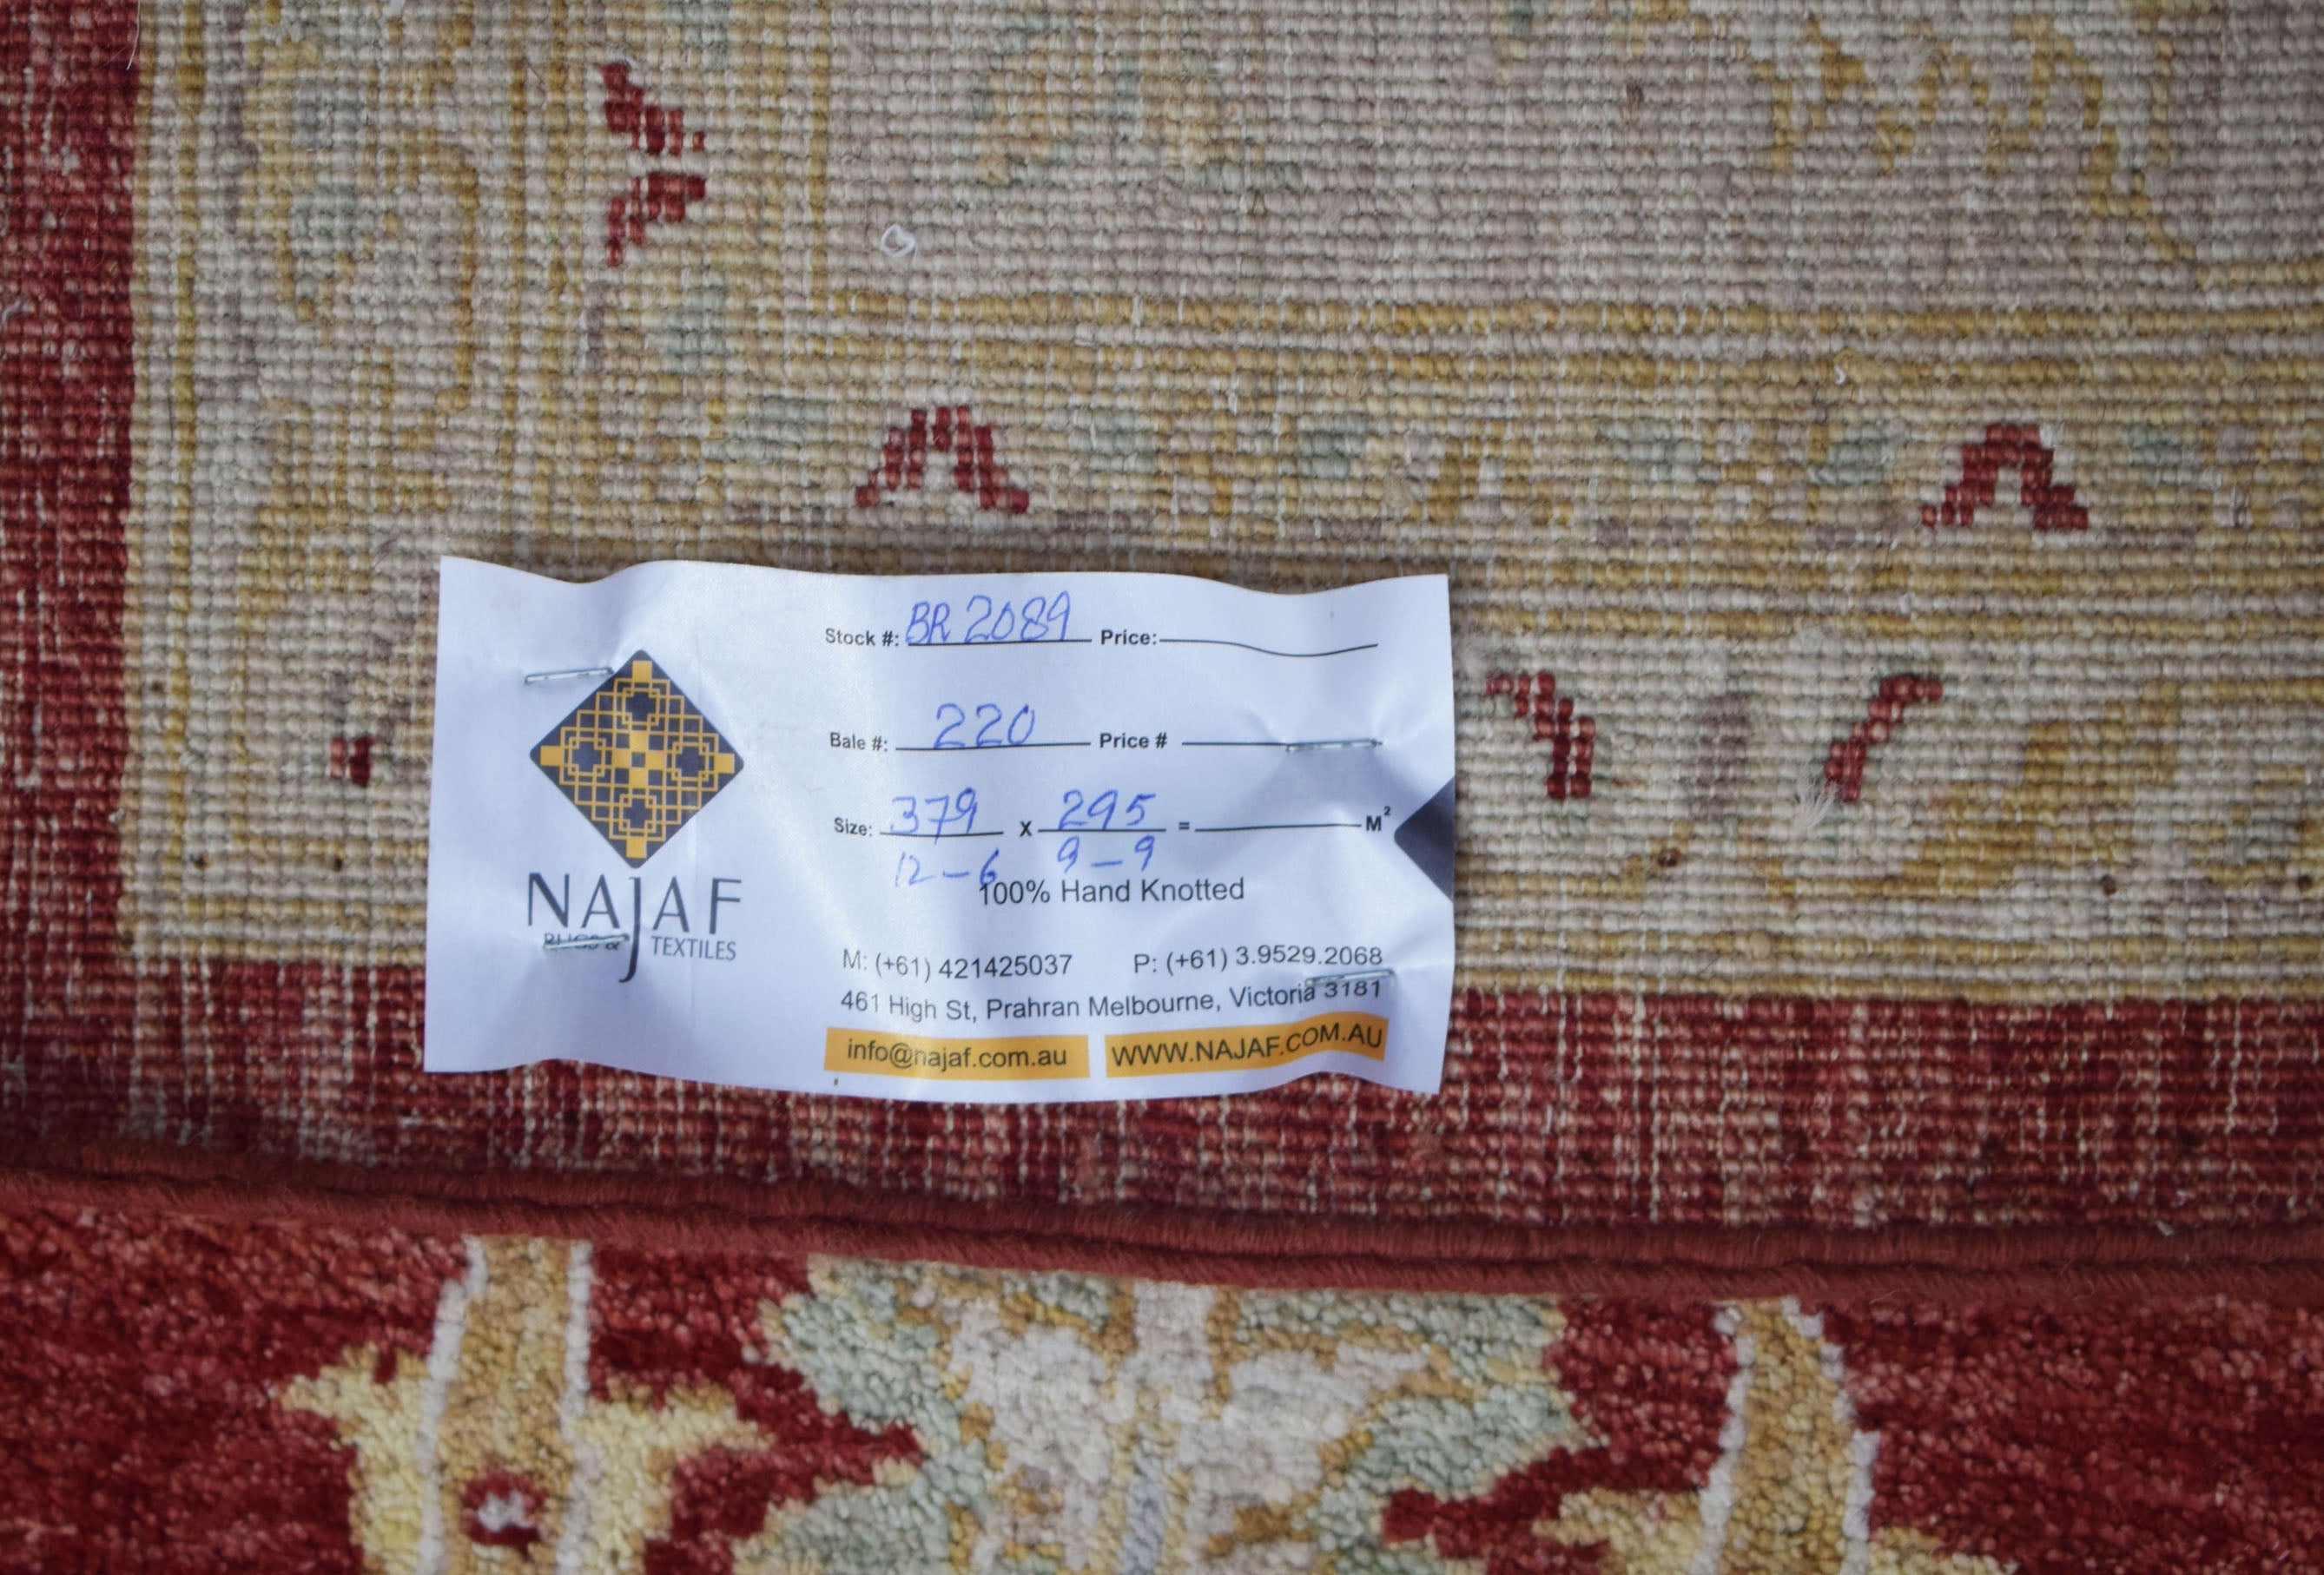 NAJAF
RUGS & TEXTILES
Stock #: BR 2089 Price:
Bale #: 220 Price #
Size: 379 x 295 = M²
12-6 9-9
100% Hand Knotted
M: (+61) 421425037 P: (+61) 3.9529.2068
461 High St, Prahran Melbourne, Victoria 3181
info@najaf.com.au WWW.NAJAF.COM.AU